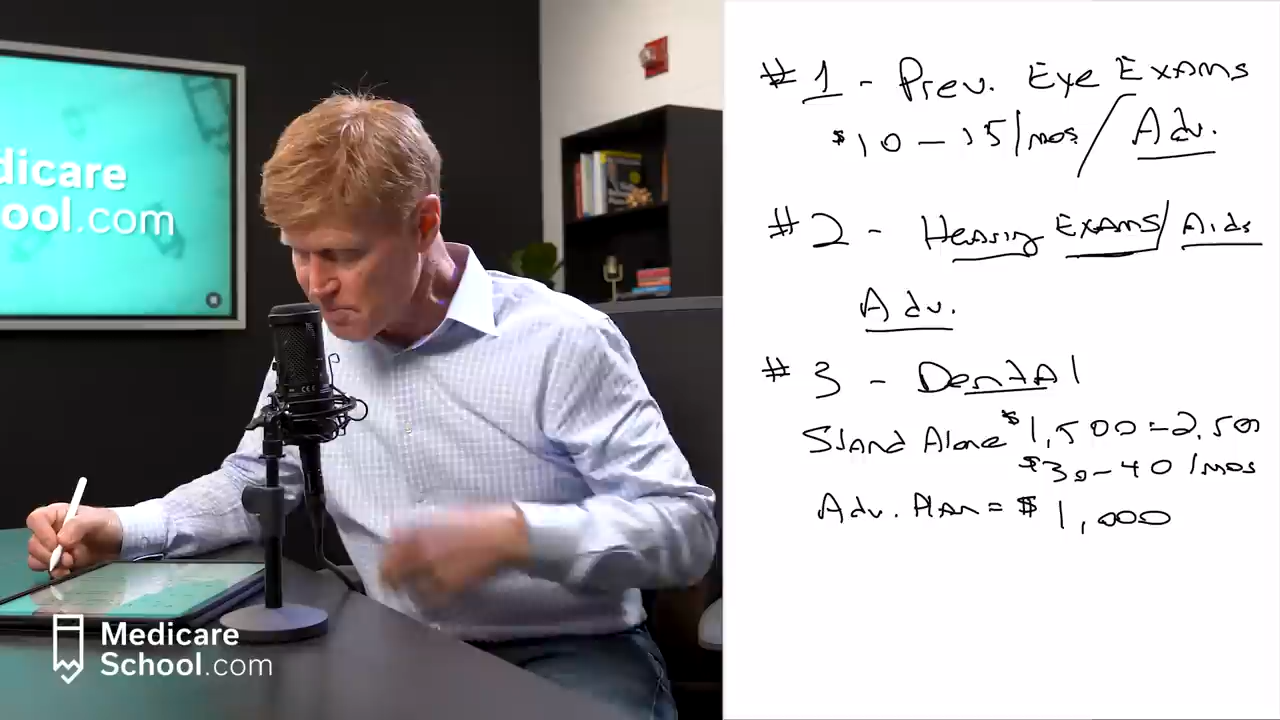 dicare
ool.com
Medicare
School.com
#1 - Prev. Eye Exams
$10 - 15/mos. / Adv.
#2 - Hearing Exams/Aids
Adv.
#3 - Dental
Stand Alone $1,500 - 2,500
$30 - 40/mos
Adv. Plan = $1,000